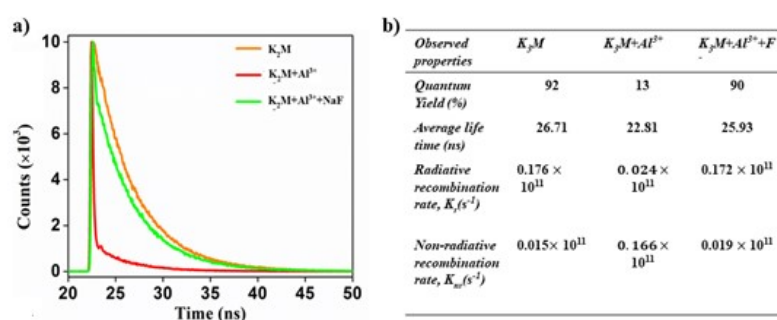 a)
K₂M
K₂M+Al³⁺
K₂M+Al³⁺+NaF
Counts (×10³)
10
8
6
4
2
0
20 25 30 35 40 45 50
Time (ns)
b)
Observed properties K₃M K₃M+Al³⁺ K₃M+Al³⁺+F⁻
Quantum Yield (%) 92 13 90
Average life time (ns) 26.71 22.81 25.93
Radiative recombination rate, Kᵣ(s⁻¹) 0.176 × 10¹¹ 0.024 × 10¹¹ 0.172 × 10¹¹
Non-radiative recombination rate, Kₙᵣ(s⁻¹) 0.015× 10¹¹ 0.166 × 10¹¹ 0.019 × 10¹¹